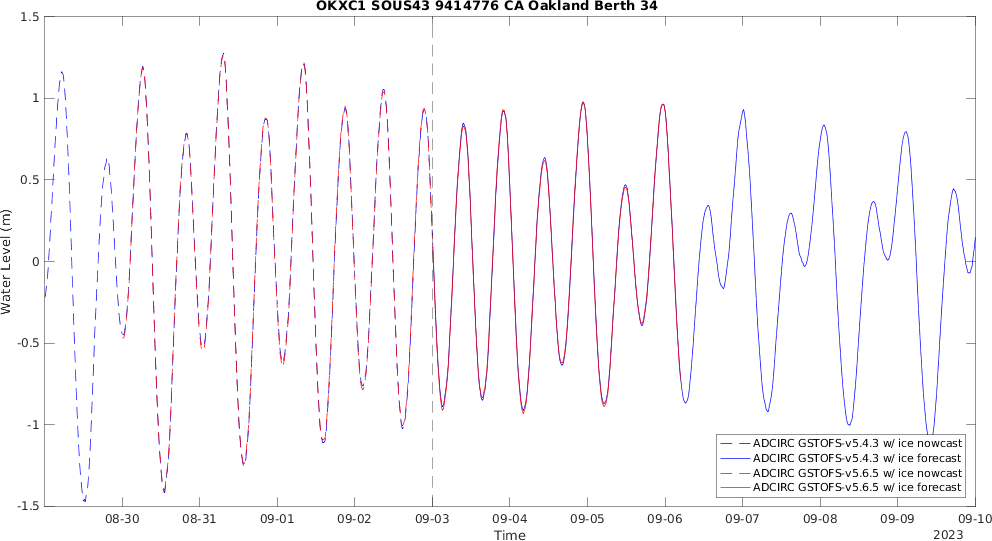 OKXC1 SOUS43 9414776 CA Oakland Berth 34
1.5
1
0.5
0
-0.5
-1
-1.5
Water Level (m)
08-30 08-31 09-01 09-02 09-03 09-04 09-05 09-06 09-07 09-08 09-09 09-10
Time
2023
ADCIRC GSTOFS-v5.4.3 w/ ice nowcast
ADCIRC GSTOFS-v5.4.3 w/ ice forecast
ADCIRC GSTOFS-v5.6.5 w/ ice nowcast
ADCIRC GSTOFS-v5.6.5 w/ ice forecast